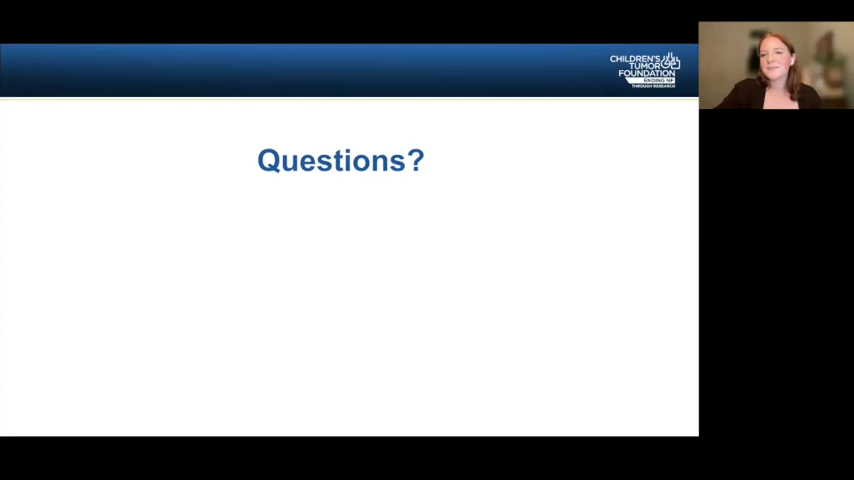 CHILDREN'S
TUMOR
FOUNDATION
ENDING NF
THROUGH RESEARCH
Questions?